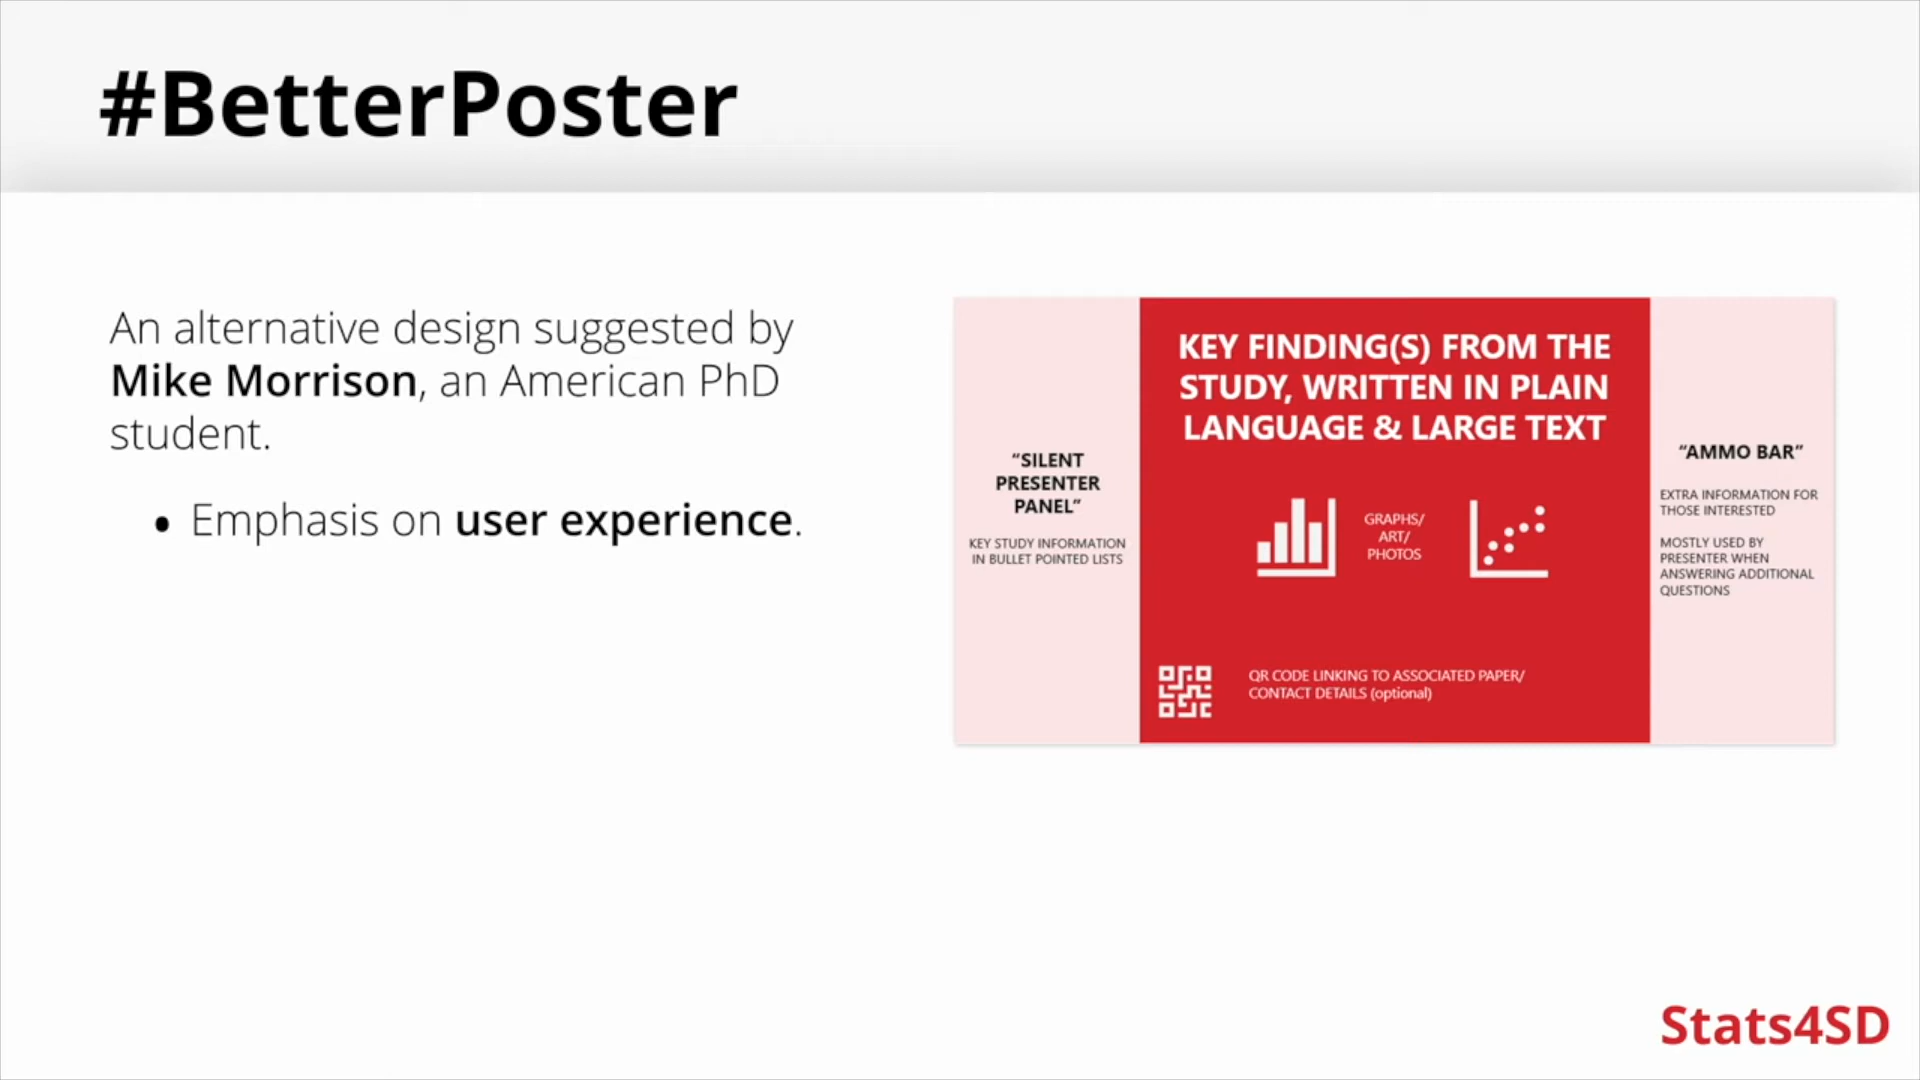 #BetterPoster
An alternative design suggested by
Mike Morrison, an American PhD
student.
• Emphasis on user experience.
“SILENT
PRESENTER
PANEL”
KEY STUDY INFORMATION
IN BULLET POINTED LISTS
KEY FINDING(S) FROM THE
STUDY, WRITTEN IN PLAIN
LANGUAGE & LARGE TEXT
GRAPHS/
ART/
PHOTOS
QR CODE LINKING TO ASSOCIATED PAPER/
CONTACT DETAILS (optional)
“AMMO BAR”
EXTRA INFORMATION FOR
THOSE INTERESTED
MOSTLY USED BY
PRESENTER WHEN
ANSWERING ADDITIONAL
QUESTIONS
Stats4SD